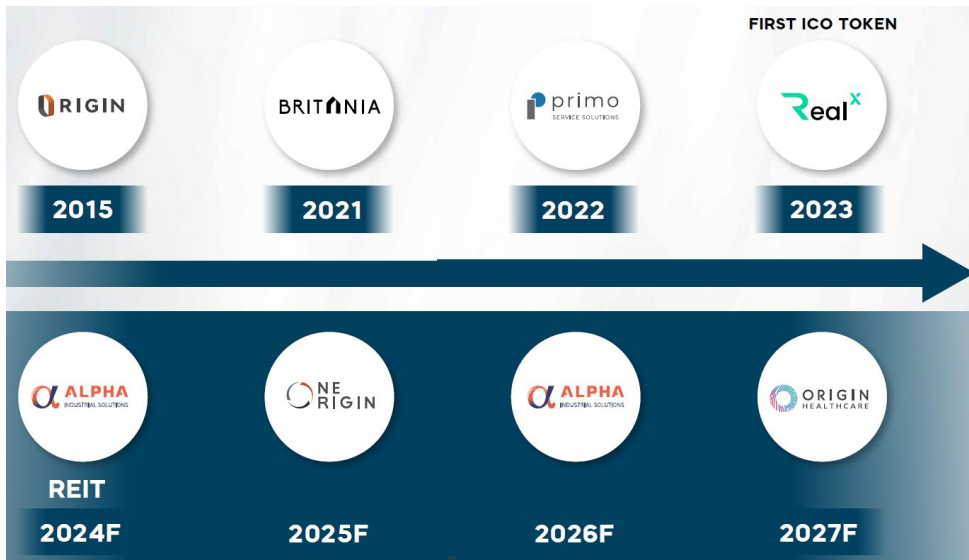 FIRST ICO TOKEN
ORIGIN
BRITANIA
primo
SERVICE SOLUTIONS
Real x
2015
2021
2022
2023
ALPHA
INDUSTRIAL SOLUTIONS
ONE
ORIGIN
ALPHA
INDUSTRIAL SOLUTIONS
ORIGIN
HEALTHCARE
REIT
2024F
2025F
2026F
2027F